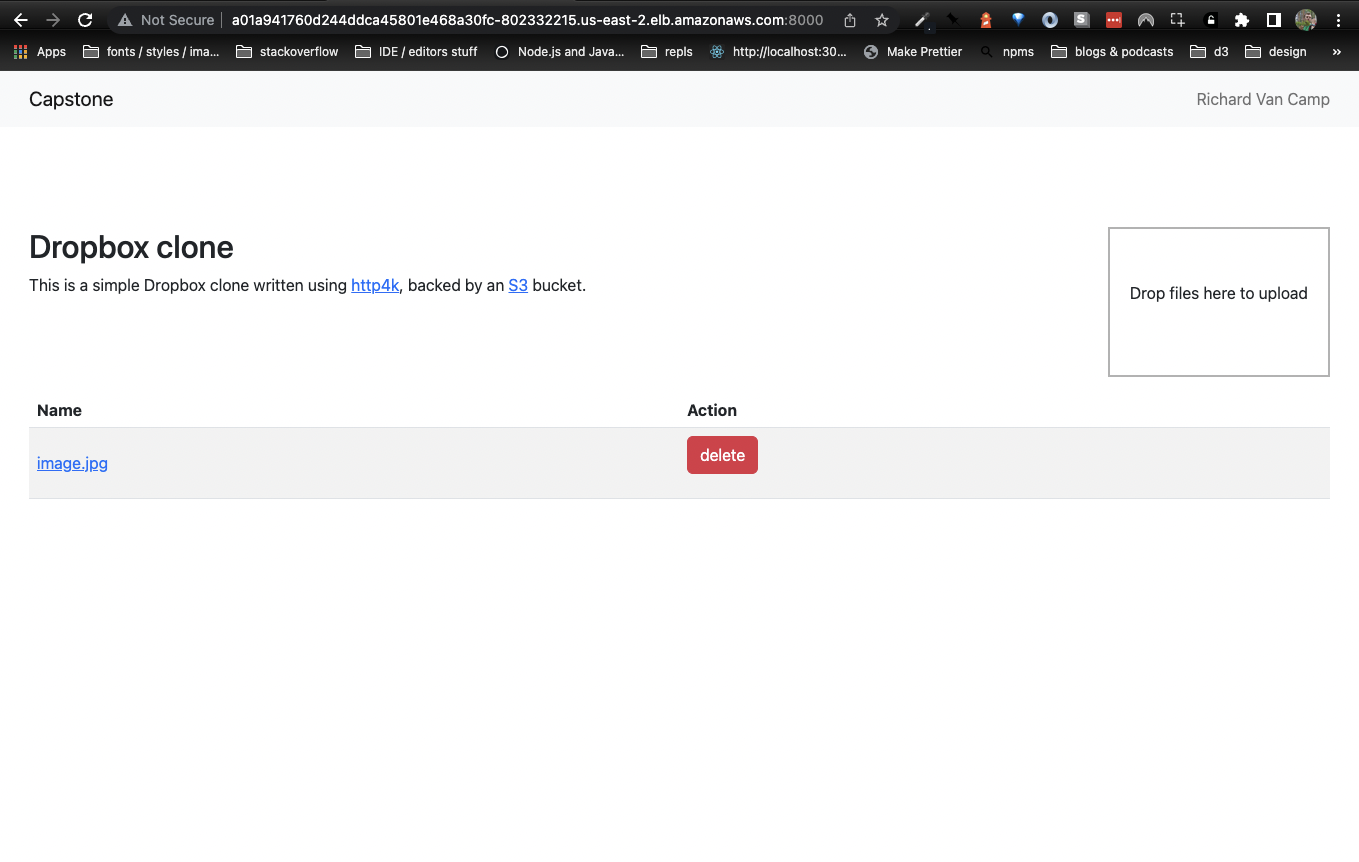 Not Secure a01a941760d244ddca45801e468a30fc-802332215.us-east-2.elb.amazonaws.com:8000
Apps fonts / styles / ima... stackoverflow IDE / editors stuff Node.js and Java... repls http://localhost:30... Make Prettier npms blogs & podcasts d3 design »
Capstone Richard Van Camp
Dropbox clone
This is a simple Dropbox clone written using http4k, backed by an S3 bucket.
Drop files here to upload
Name Action
image.jpg delete